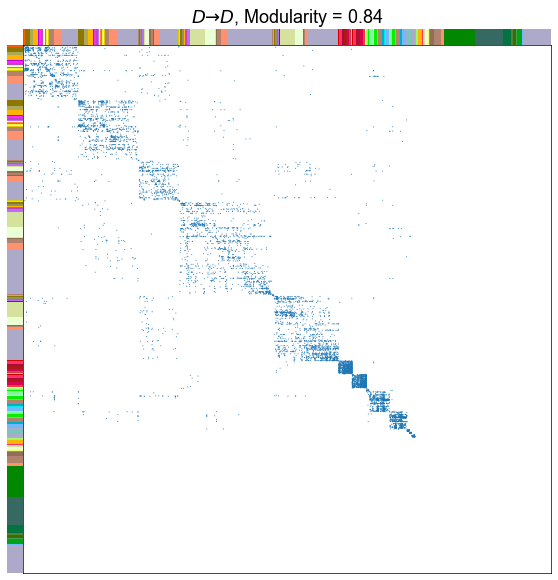 D→D, Modularity = 0.84